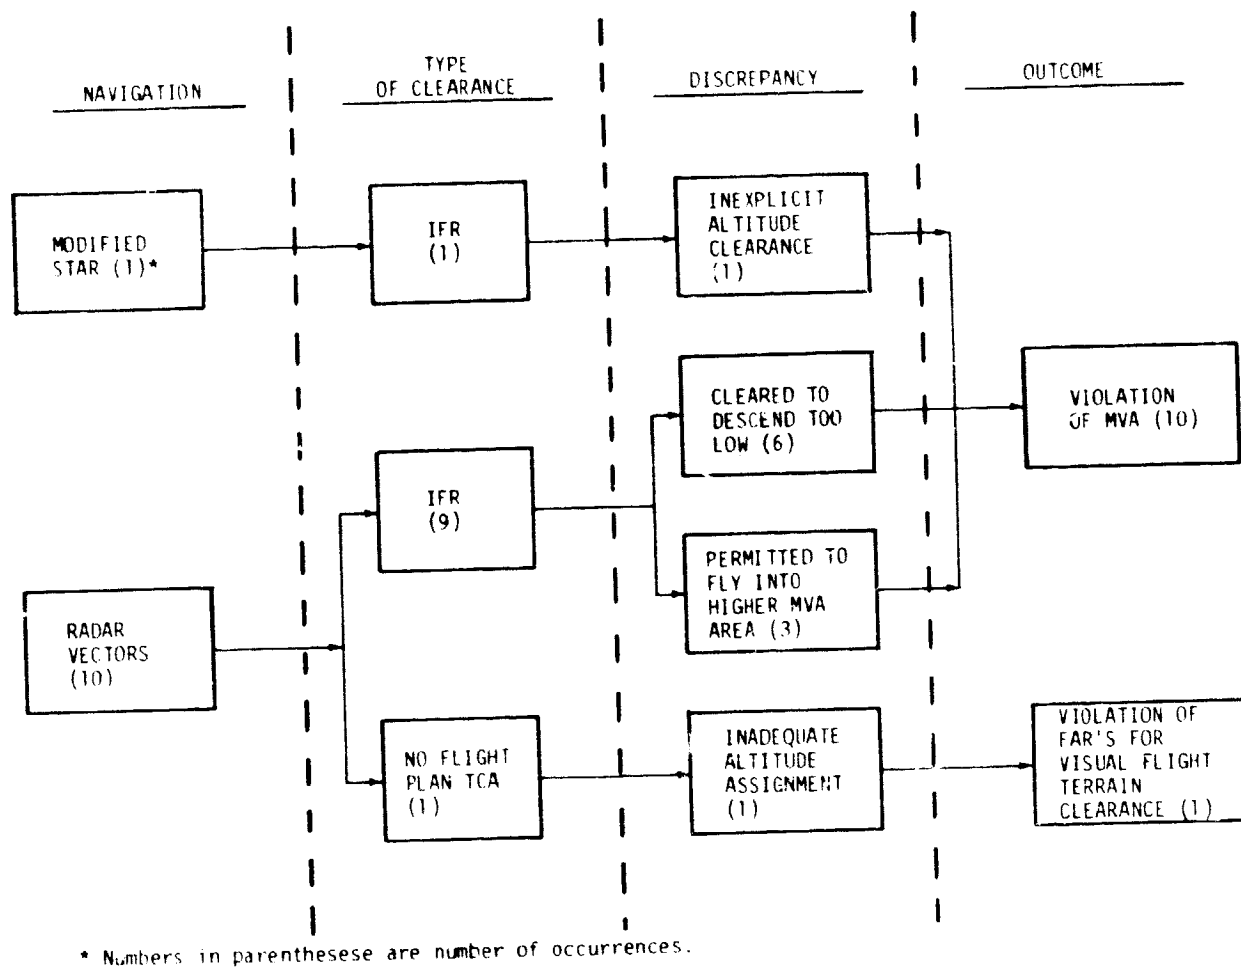 NAVIGATION
TYPE
OF CLEARANCE
DISCREPANCY
OUTCOME
MODIFIED
STAR (1)*
IFR
(1)
INEXPLICIT
ALTITUDE
CLEARANCE
(1)
CLEARED TO
DESCEND TOO
LOW (6)
VIOLATION
OF MVA (10)
IFR
(9)
PERMITTED TO
FLY INTO
HIGHER MVA
AREA (3)
RADAR
VECTORS
(10)
NO FLIGHT
PLAN TCA
(1)
INADEQUATE
ALTITUDE
ASSIGNMENT
(1)
VIOLATION OF
FAR'S FOR
VISUAL FLIGHT
TERRAIN
CLEARANCE (1)
* Numbers in parenthesese are number of occurrences.